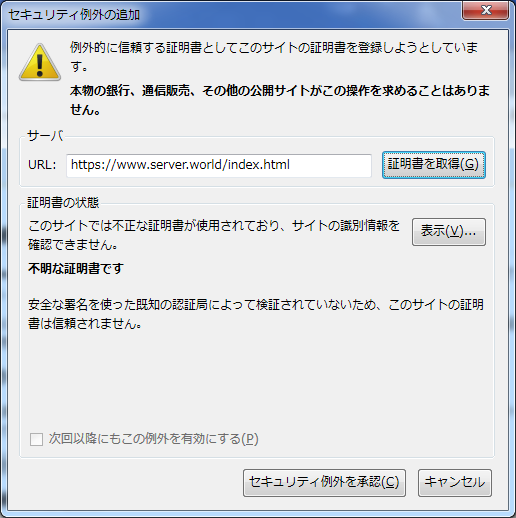 セキュリティ例外の追加
例外的に信頼する証明書としてこのサイトの証明書を登録しようとしていま
す。
本物の銀行、通信販売、その他の公開サイトがこの操作を求めることはありま
せん。
サーバ
URL: https://www.server.world/index.html 証明書を取得(G)
証明書の状態
このサイトでは不正な証明書が使用されており、サイトの識別情報を
確認できません。
表示(V)...
不明な証明書です
安全な署名を使った既知の認証局によって検証されていないため、このサイトの証明
書は信頼されません。
次回以降にもこの例外を有効にする(P)
セキュリティ例外を承認(C) キャンセル